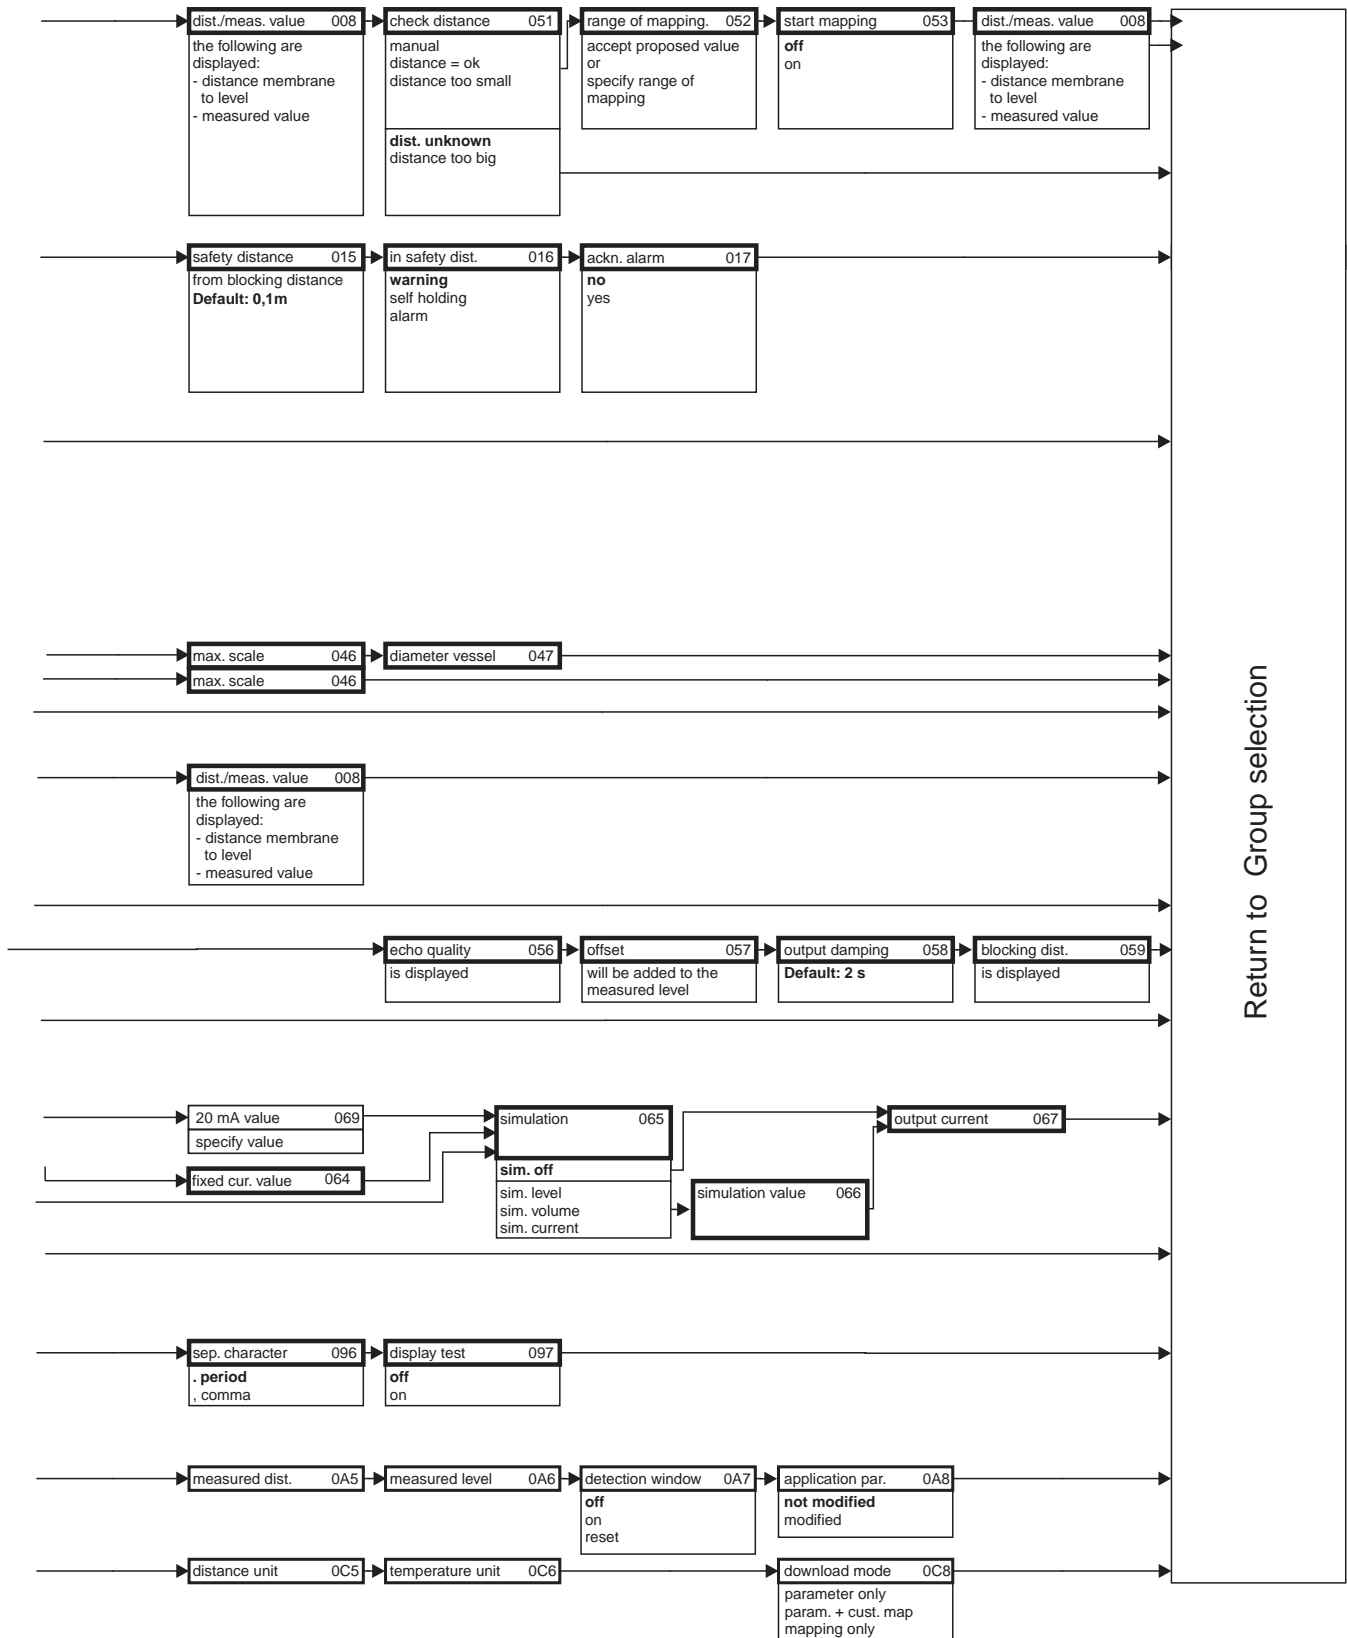 dist./meas. value 008
the following are
displayed:
- distance membrane
to level
- measured value
check distance 051
manual
distance = ok
distance too small
dist. unknown
distance too big
range of mapping. 052
accept proposed value
or
specify range of
mapping
start mapping 053
off
on
dist./meas. value 008
the following are
displayed:
- distance membrane
to level
- measured value
safety distance 015
from blocking distance
Default: 0,1m
in safety dist. 016
warning
self holding
alarm
ackn. alarm 017
no
yes
max. scale 046
diameter vessel 047
max. scale 046
dist./meas. value 008
the following are
displayed:
- distance membrane
to level
- measured value
echo quality 056
is displayed
offset 057
will be added to the
measured level
output damping 058
Default: 2 s
blocking dist. 059
is displayed
20 mA value 069
specify value
fixed cur. value 064
simulation 065
sim. off
sim. level
sim. volume
sim. current
simulation value 066
output current 067
sep. character 096
. period
, comma
display test 097
off
on
measured dist. 0A5
measured level 0A6
detection window 0A7
off
on
reset
application par. 0A8
not modified
modified
distance unit 0C5
temperature unit 0C6
download mode 0C8
parameter only
param. + cust. map
mapping only
Return to Group selection